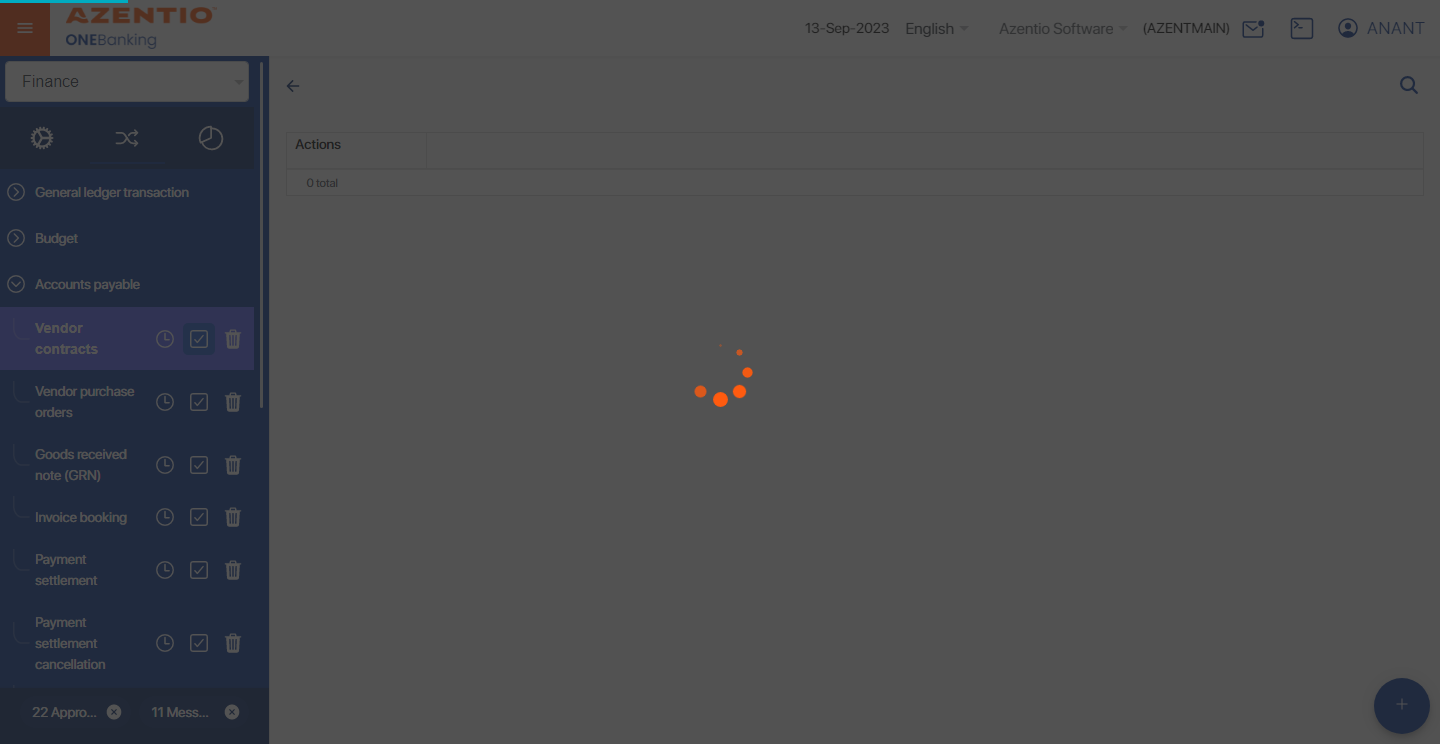 AZENTIO
ONEBanking
13-Sep-2023
English
Azentio Software
(AZENTMAIN)
ANANT
Finance
General ledger transaction
Budget
Accounts payable
Vendor
contracts
Vendor purchase
orders
Goods received
note (GRN)
Invoice booking
Payment
settlement
Payment
settlement
cancellation
22 Appro...
11 Mess...
Actions
0 total